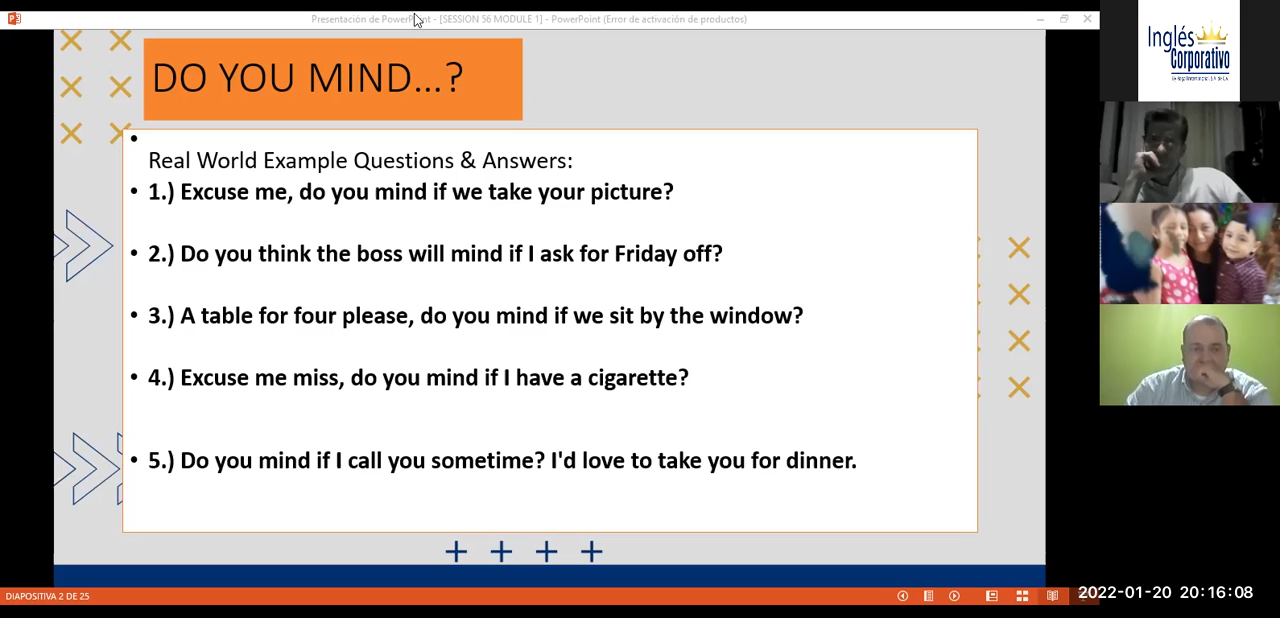 Presentación de PowerPoint - [SESSION 56 MODULE 1] - PowerPoint (Error de activación de productos)
Inglés
Corporativo
DO YOU MIND...?
Real World Example Questions & Answers:
• 1.) Excuse me, do you mind if we take your picture?
• 2.) Do you think the boss will mind if I ask for Friday off?
• 3.) A table for four please, do you mind if we sit by the window?
• 4.) Excuse me miss, do you mind if I have a cigarette?
• 5.) Do you mind if I call you sometime? I'd love to take you for dinner.
DIAPOSITIVA 2 DE 25
2022-01-20 20:16:08